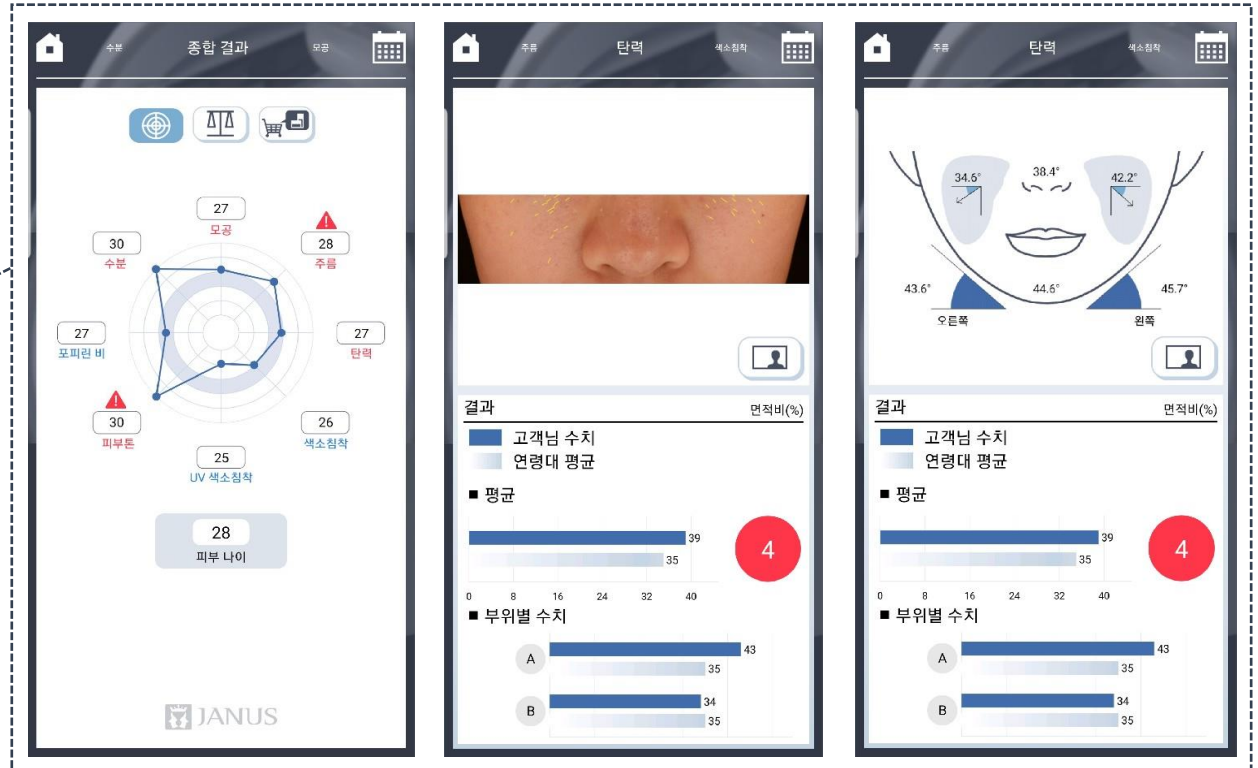 수분 종합 결과 모공
27
모공
30
수분
28
주름
27
포피린 비
27
탄력
30
피부톤
26
색소침착
25
UV 색소침착
28
피부 나이
JANUS
주름 탄력 색소침착
결과 면적비(%)
고객님 수치
연령대 평균
■ 평균
39
35
4
0 8 16 24 32 40
■ 부위별 수치
A
43
35
B
34
35
주름 탄력 색소침착
34.6° 38.4° 42.2°
43.6° 44.6° 45.7°
오른쪽 왼쪽
결과 면적비(%)
고객님 수치
연령대 평균
■ 평균
39
35
4
0 8 16 24 32 40
■ 부위별 수치
A
43
35
B
34
35